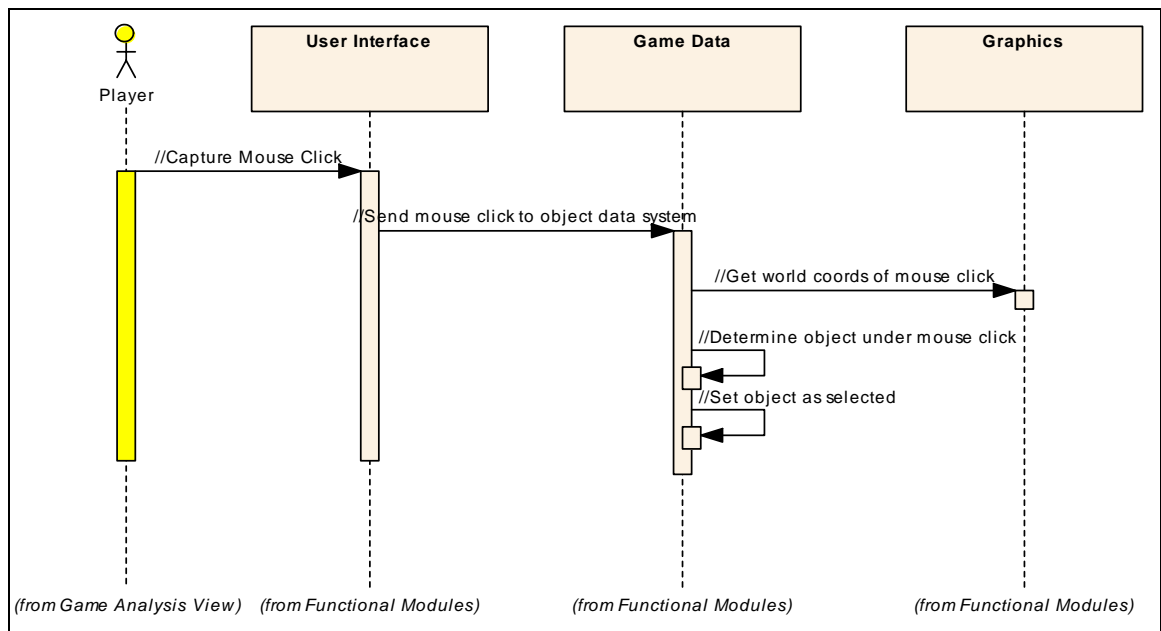 Player
User Interface
Game Data
Graphics
//Capture Mouse Click
//Send mouse click to object data system
//Get world coords of mouse click
//Determine object under mouse click
//Set object as selected
(from Game Analysis View)
(from Functional Modules)
(from Functional Modules)
(from Functional Modules)